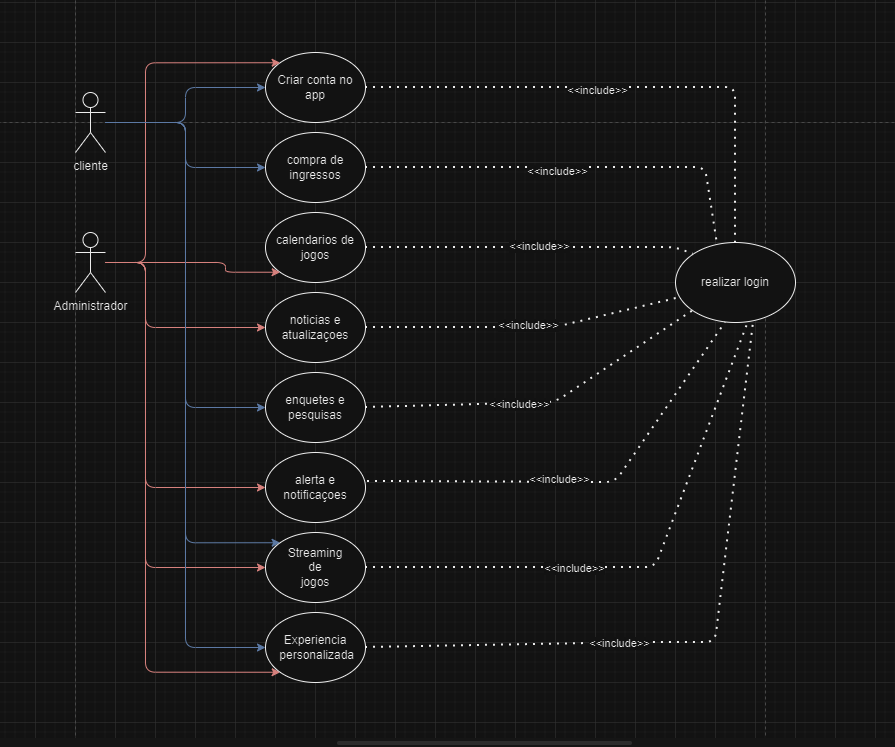 Criar conta no
app
<<include>>
cliente
compra de
ingressos
<<include>>
calendarios de
jogos
<<include>>
realizar login
Administrador
noticias e
atualizaçoes
<<include>>
enquetes e
pesquisas
<<include>>
alerta e
notificaçoes
<<include>>
Streaming
de
jogos
<<include>>
Experiencia
personalizada
<<include>>